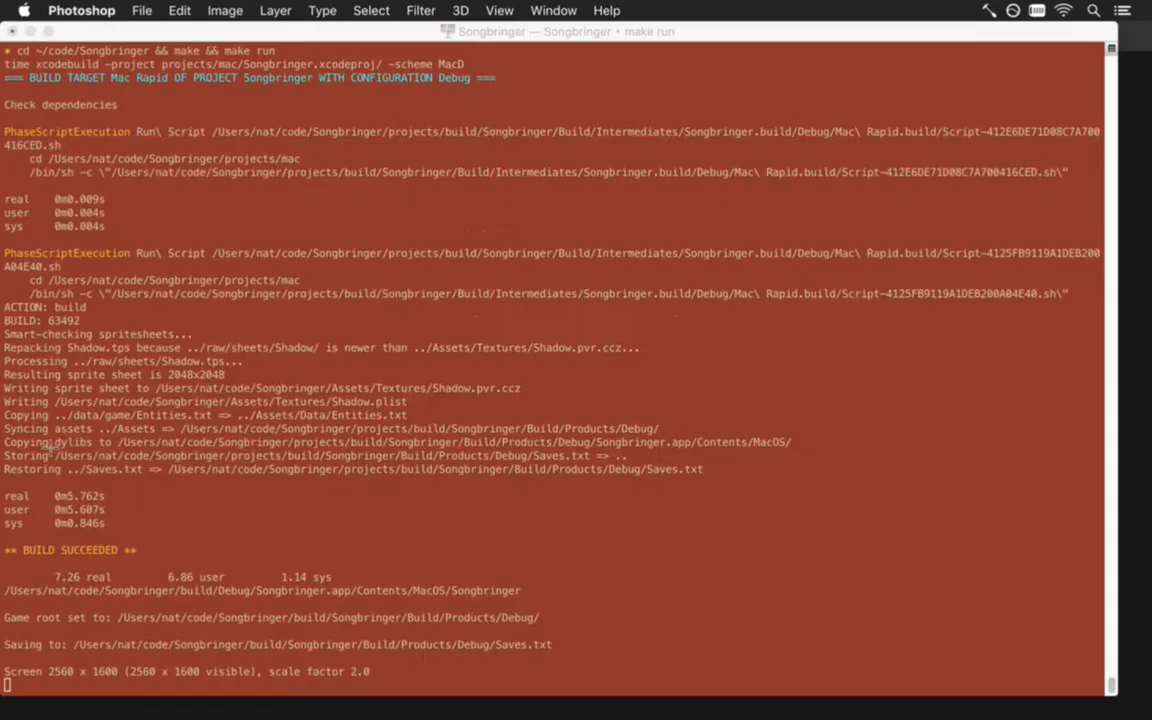 Photoshop File Edit Image Layer Type Select Filter 3D View Window Help
Songbringer — Songbringer • make run
* cd ~/code/Songbringer && make && make run
time xcodebuild -project projects/mac/Songbringer.xcodeproj/ -scheme MacD
=== BUILD TARGET Mac Rapid OF PROJECT Songbringer WITH CONFIGURATION Debug ===
Check dependencies
PhaseScriptExecution Run\ Script /Users/nat/code/Songbringer/projects/build/Songbringer/Build/Intermediates/Songbringer.build/Debug/Mac\ Rapid.build/Script-412E6DE71D08C7A700
416CED.sh
cd /Users/nat/code/Songbringer/projects/mac
/bin/sh -c \"/Users/nat/code/Songbringer/projects/build/Songbringer/Build/Intermediates/Songbringer.build/Debug/Mac\ Rapid.build/Script-412E6DE71D08C7A700416CED.sh\"
real 0m0.009s
user 0m0.004s
sys 0m0.004s
PhaseScriptExecution Run\ Script /Users/nat/code/Songbringer/projects/build/Songbringer/Build/Intermediates/Songbringer.build/Debug/Mac\ Rapid.build/Script-4125FB9119A1DEB200
A04E40.sh
cd /Users/nat/code/Songbringer/projects/mac
/bin/sh -c \"/Users/nat/code/Songbringer/projects/build/Songbringer/Build/Intermediates/Songbringer.build/Debug/Mac\ Rapid.build/Script-4125FB9119A1DEB200A04E40.sh\"
ACTION: build
BUILD: 63492
Smart-checking spritesheets...
Repacking Shadow.tps because ../raw/sheets/Shadow/ is newer than ../Assets/Textures/Shadow.pvr.ccz...
Processing ../raw/sheets/Shadow.tps...
Resulting sprite sheet is 2048x2048
Writing sprite sheet to /Users/nat/code/Songbringer/Assets/Textures/Shadow.pvr.ccz
Writing /Users/nat/code/Songbringer/Assets/Textures/Shadow.plist
Copying ../data/game/Entities.txt => ../Assets/Data/Entities.txt
Syncing assets ../Assets => /Users/nat/code/Songbringer/projects/build/Songbringer/Build/Products/Debug/
Copying dylibs to /Users/nat/code/Songbringer/projects/build/Songbringer/Build/Products/Debug/Songbringer.app/Contents/MacOS/
Storing /Users/nat/code/Songbringer/projects/build/Songbringer/Build/Products/Debug/Saves.txt => ..
Restoring ../Saves.txt => /Users/nat/code/Songbringer/projects/build/Songbringer/Build/Products/Debug/Saves.txt
real 0m5.762s
user 0m5.607s
sys 0m0.846s
** BUILD SUCCEEDED **
7.26 real 6.86 user 1.14 sys
/Users/nat/code/Songbringer/build/Debug/Songbringer.app/Contents/MacOS/Songbringer
Game root set to: /Users/nat/code/Songbringer/build/Songbringer/Build/Products/Debug/
Saving to: /Users/nat/code/Songbringer/build/Songbringer/Build/Products/Debug/Saves.txt
Screen 2560 x 1600 (2560 x 1600 visible), scale factor 2.0